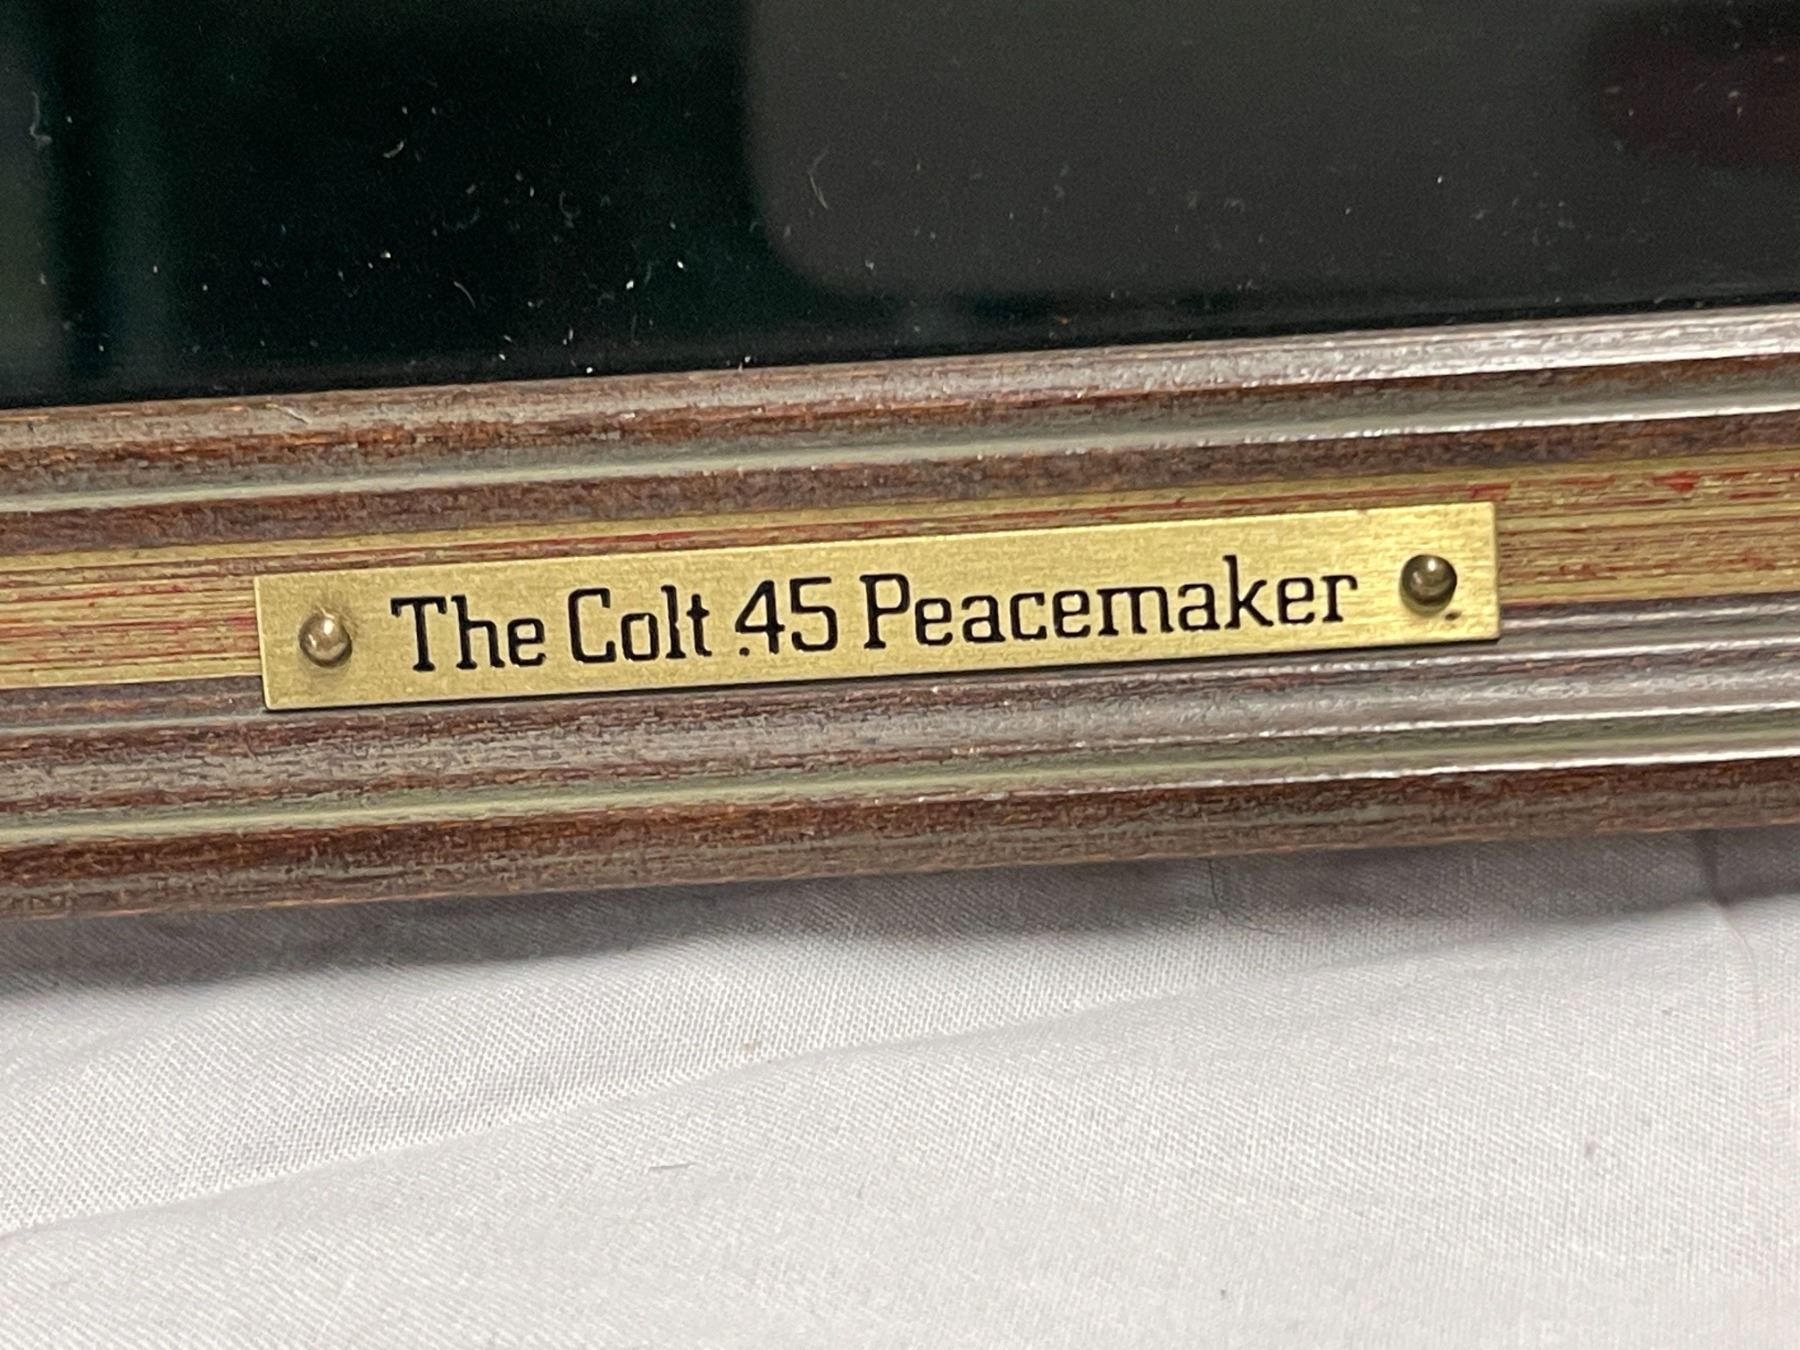 The Colt .45 Peacemaker